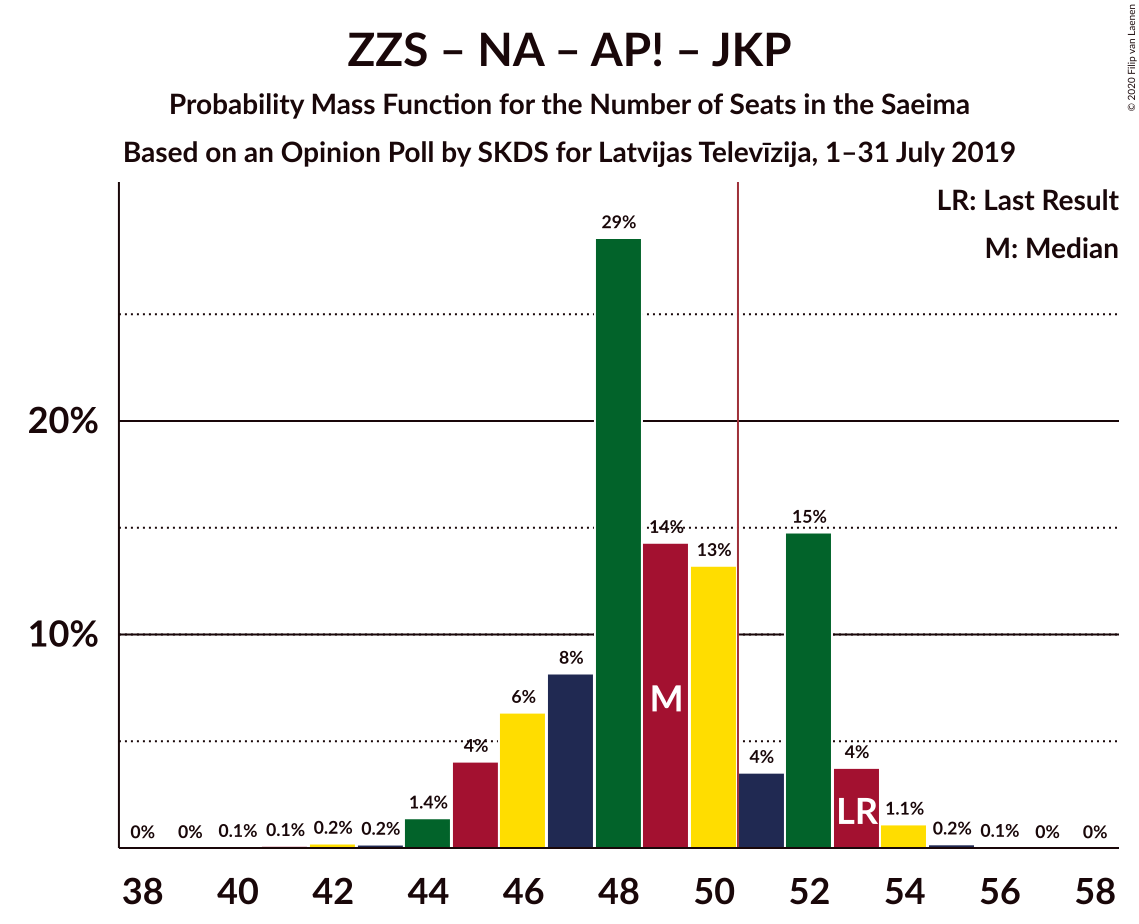 ZZS – NA – AP! – JKP
Probability Mass Function for the Number of Seats in the Saeima
Based on an Opinion Poll by SKDS for Latvijas Televīzija, 1–31 July 2019
© 2020 Filip van Laenen
LR: Last Result
M: Median
20%
10%
0%
0%
0.1%
0.1%
0.2%
0.2%
1.4%
4%
6%
8%
29%
14%
13%
4%
15%
4%
1.1%
0.2%
0.1%
0%
0%
M
LR
38 40 42 44 46 48 50 52 54 56 58